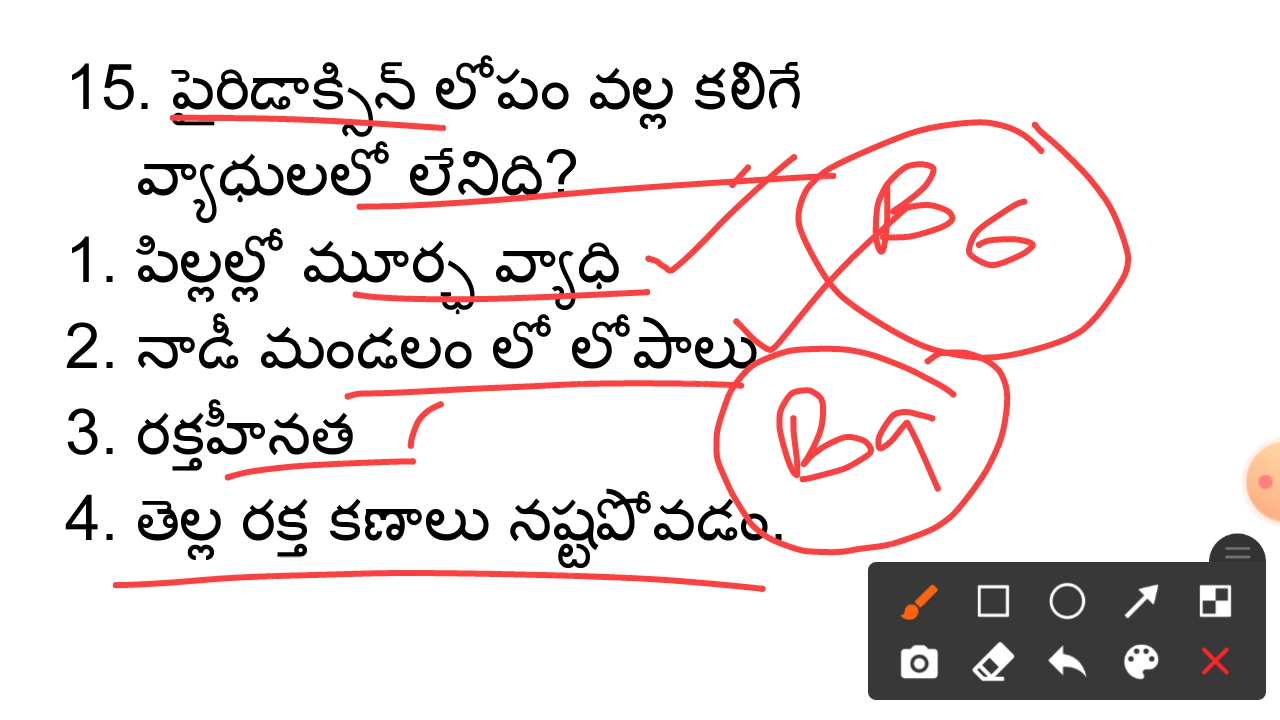 15. పైరిడాక్సిన్ లోపం వల్ల కలిగే
వ్యాధులలో లేనిది?
1. పిల్లల్లో మూర్ఛ వ్యాధి
2. నాడీ మండలం లో లోపాలు
3. రక్తహీనత
4. తెల్ల రక్త కణాలు నష్టపోవడం.
B6
B9